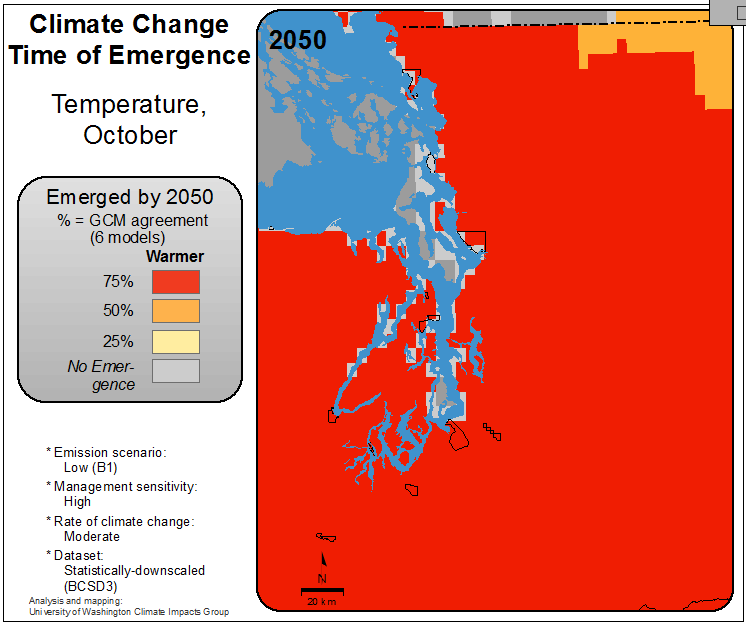 Climate Change
Time of Emergence
Temperature,
October
Emerged by 2050
% = GCM agreement
(6 models)
Warmer
75%
50%
25%
No Emer-
gence
* Emission scenario:
Low (B1)
* Management sensitivity:
High
* Rate of climate change:
Moderate
* Dataset:
Statistically-downscaled
(BCSD3)
Analysis and mapping:
University of Washington Climate Impacts Group
2050
N
20 km